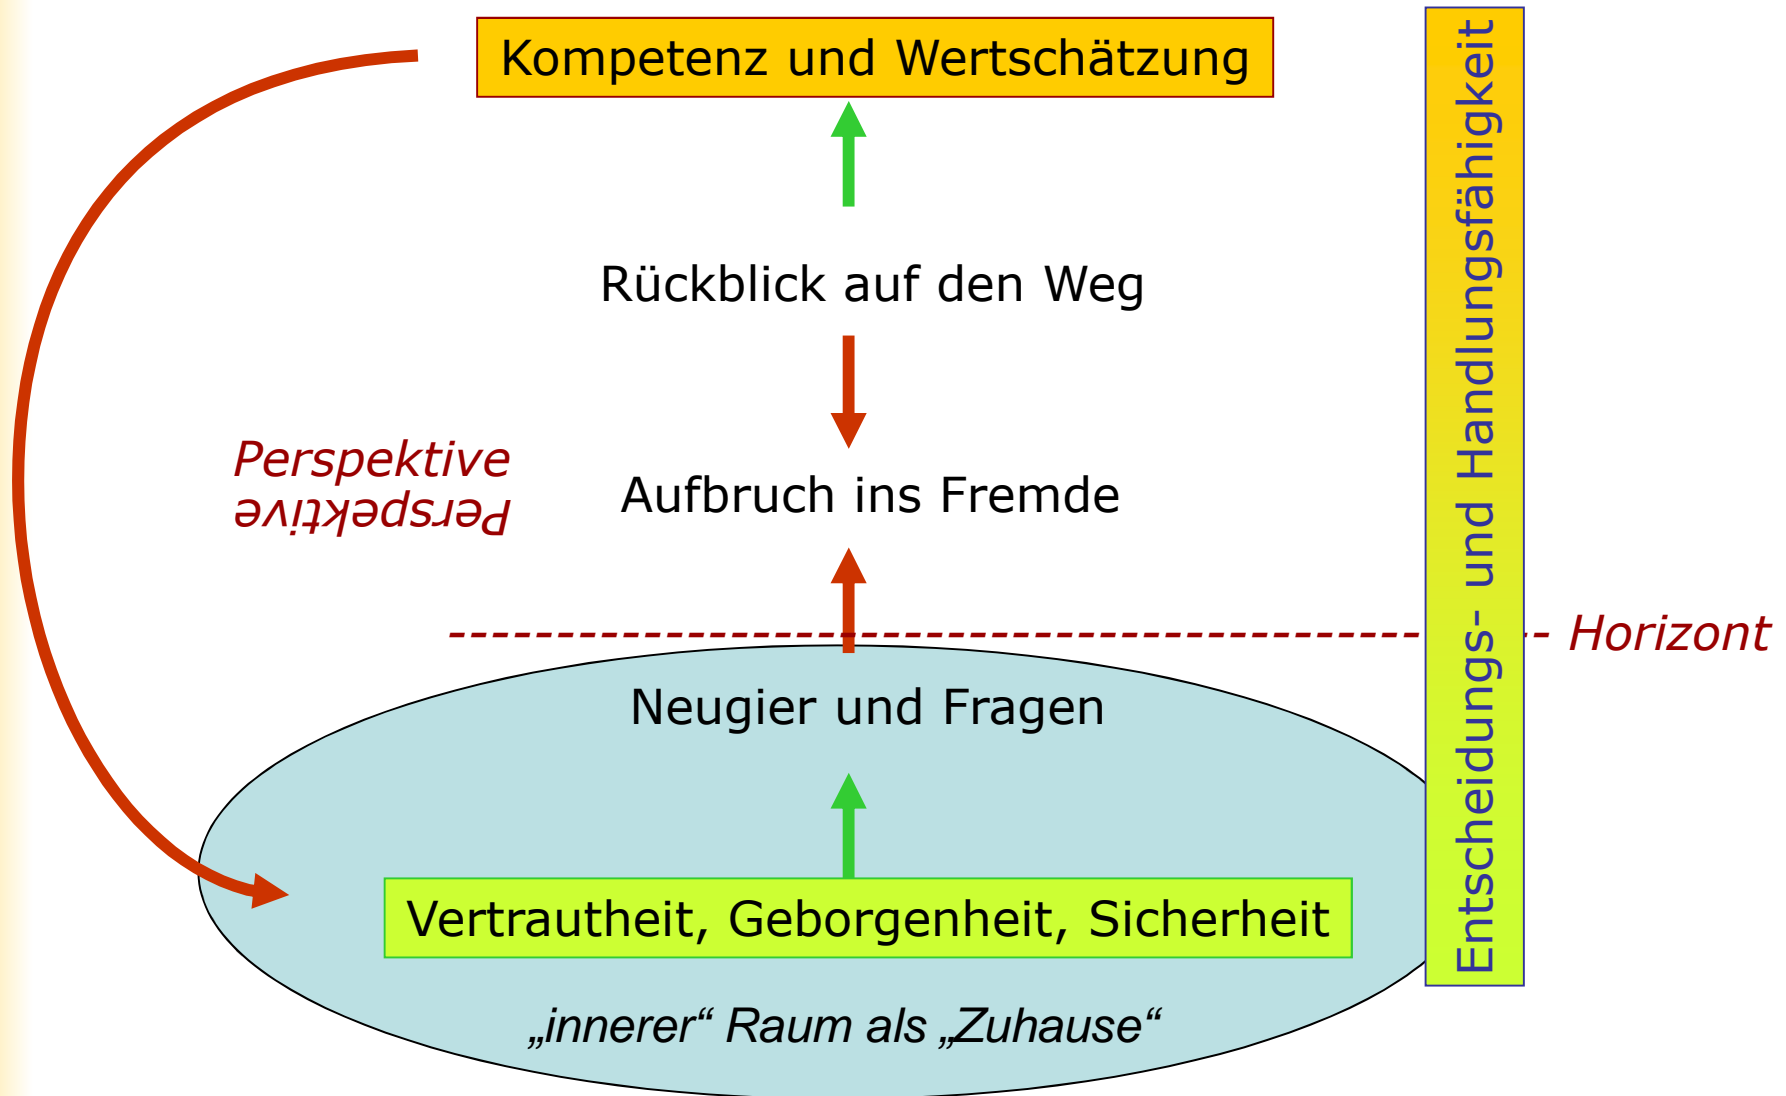 Kompetenz und Wertschätzung
Rückblick auf den Weg
Perspektive
Perspektive
Aufbruch ins Fremde
Horizont
Neugier und Fragen
Vertrautheit, Geborgenheit, Sicherheit
„innerer“ Raum als „Zuhause“
Entscheidungs- und Handlungsfähigkeit